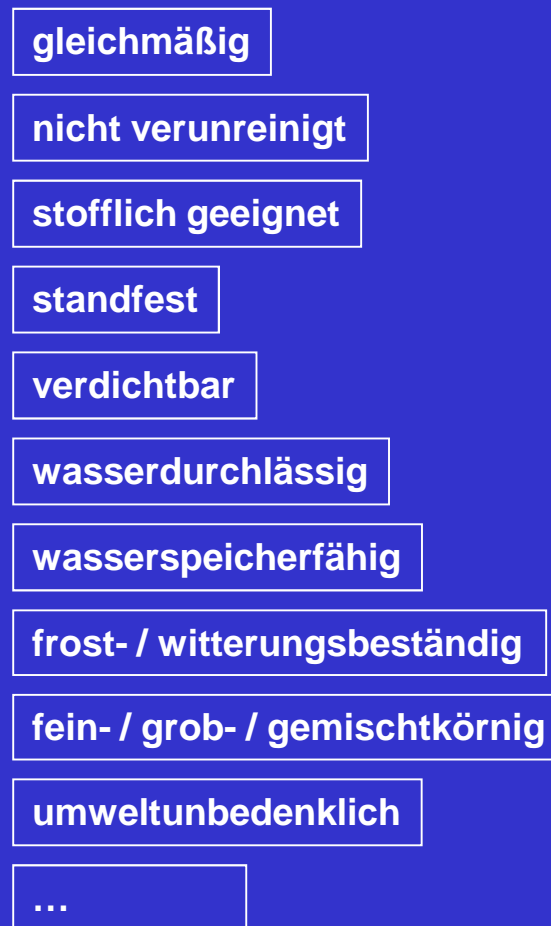 gleichmäßig
nicht verunreinigt
stofflich geeignet
standfest
verdichtbar
wasserdurchlässig
wasserspeicherfähig
frost- / witterungsbeständig
fein- / grob- / gemischtkörnig
umweltunbedenklich
…